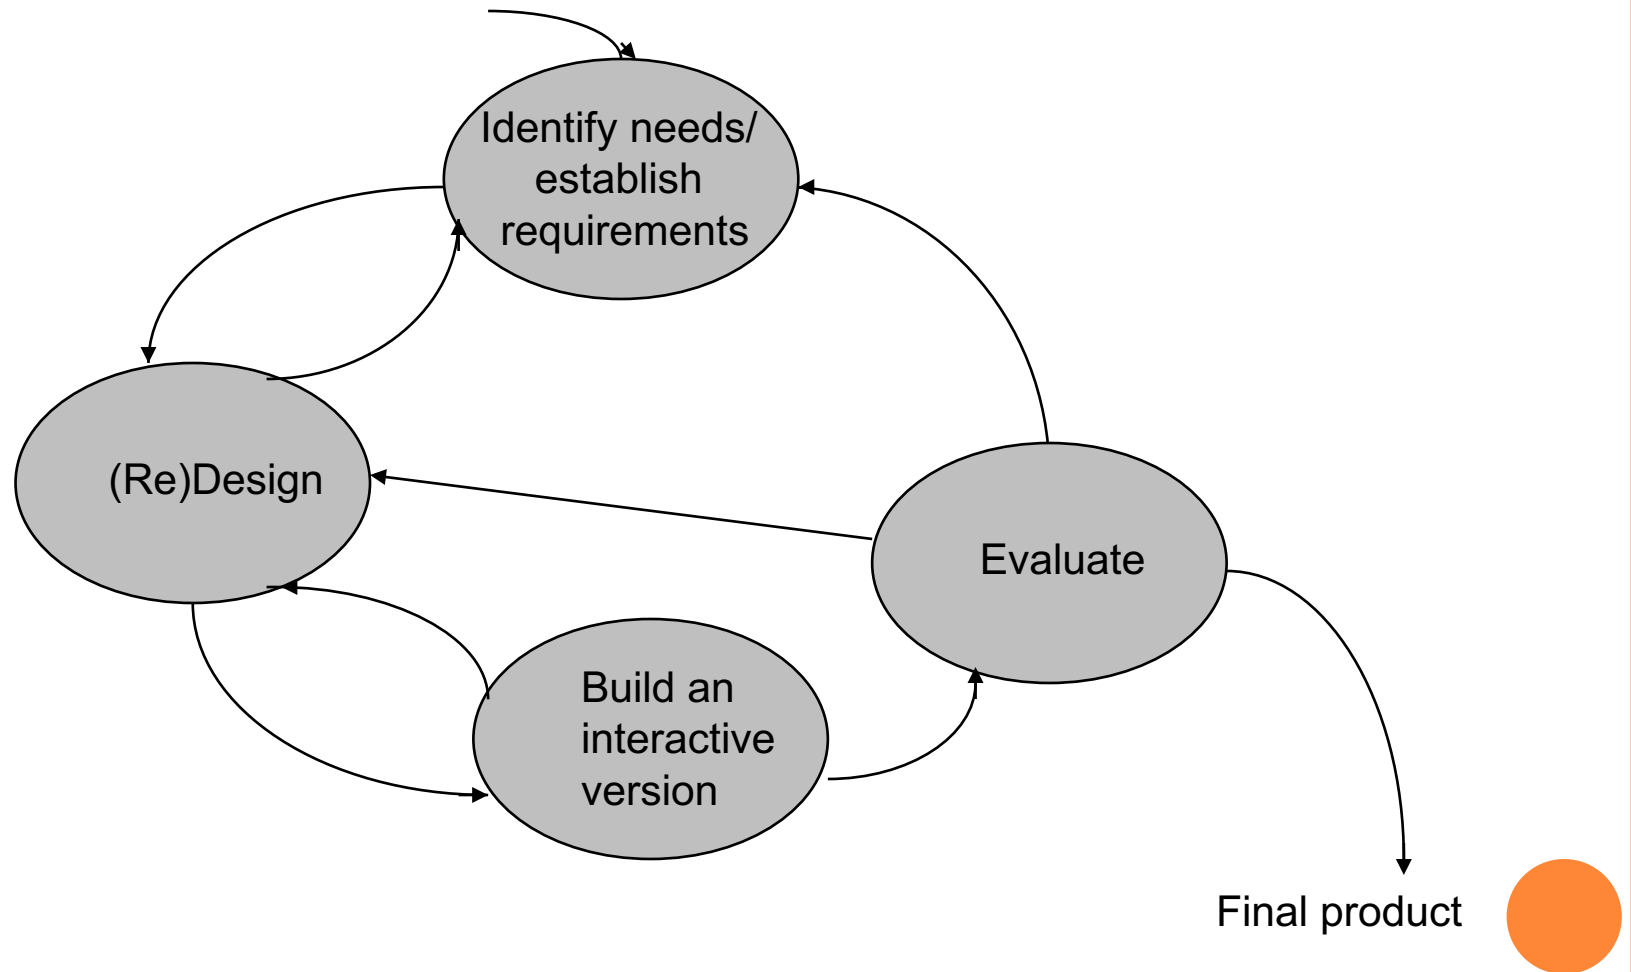 Identify needs/
establish
requirements
(Re)Design
Evaluate
Build an
interactive
version
Final product